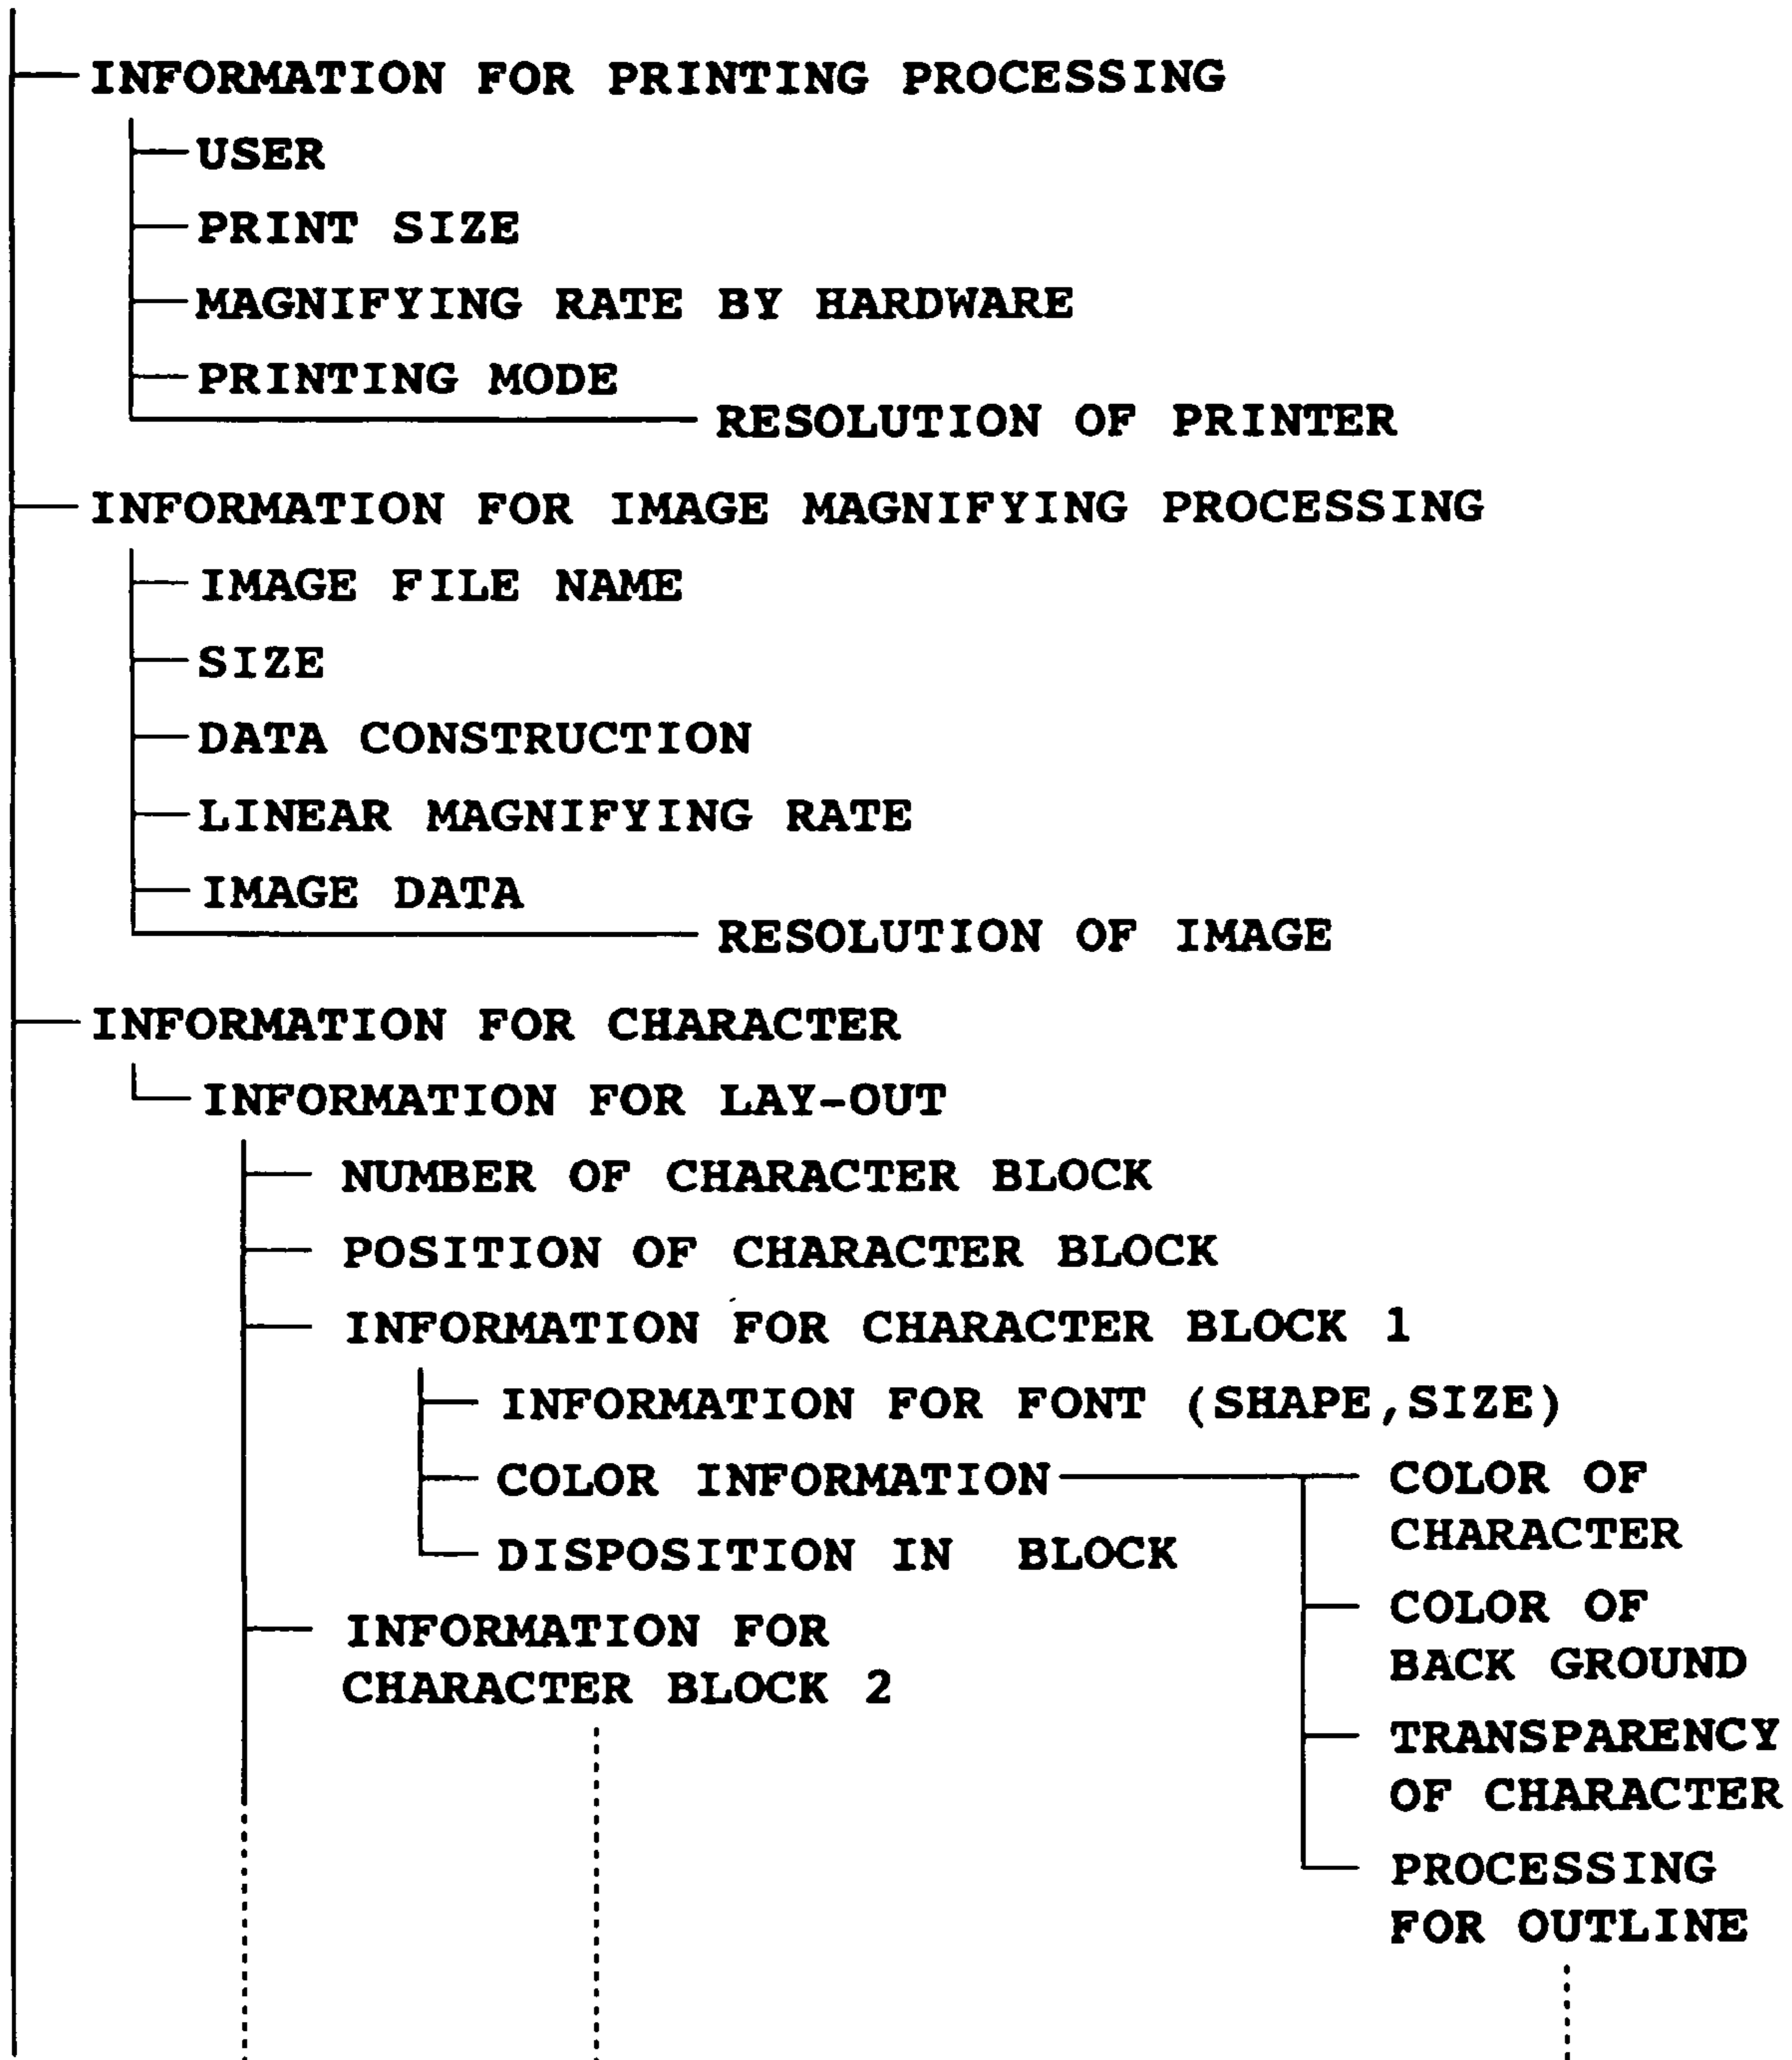 INFORMATION FOR PRINTING PROCESSING
USER
PRINT SIZE
MAGNIFYING RATE BY HARDWARE
PRINTING MODE
RESOLUTION OF PRINTER
INFORMATION FOR IMAGE MAGNIFYING PROCESSING
IMAGE FILE NAME
SIZE
DATA CONSTRUCTION
LINEAR MAGNIFYING RATE
IMAGE DATA
RESOLUTION OF IMAGE
INFORMATION FOR CHARACTER
INFORMATION FOR LAY-OUT
NUMBER OF CHARACTER BLOCK
POSITION OF CHARACTER BLOCK
INFORMATION FOR CHARACTER BLOCK 1
INFORMATION FOR FONT (SHAPE,SIZE)
COLOR INFORMATION
COLOR OF
CHARACTER
COLOR OF
BACK GROUND
TRANSPARENCY
OF CHARACTER
PROCESSING
FOR OUTLINE
DISPOSITION IN BLOCK
INFORMATION FOR
CHARACTER BLOCK 2